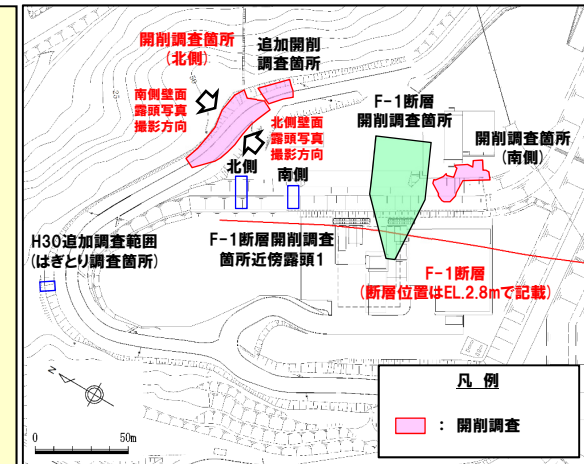 開削調査箇所
(北側)
追加開削
調査箇所
南側壁面
露頭写真
撮影方向
北側壁面
露頭写真
撮影方向
F-1断層
開削調査箇所
開削調査箇所
(南側)
北側
南側
H30追加調査範囲
(はぎとり調査箇所)
F-1断層開削調査
箇所近傍露頭1
F-1断層
(断層位置はEL.2.8mで記載)
N
0 50m
凡 例
： 開削調査